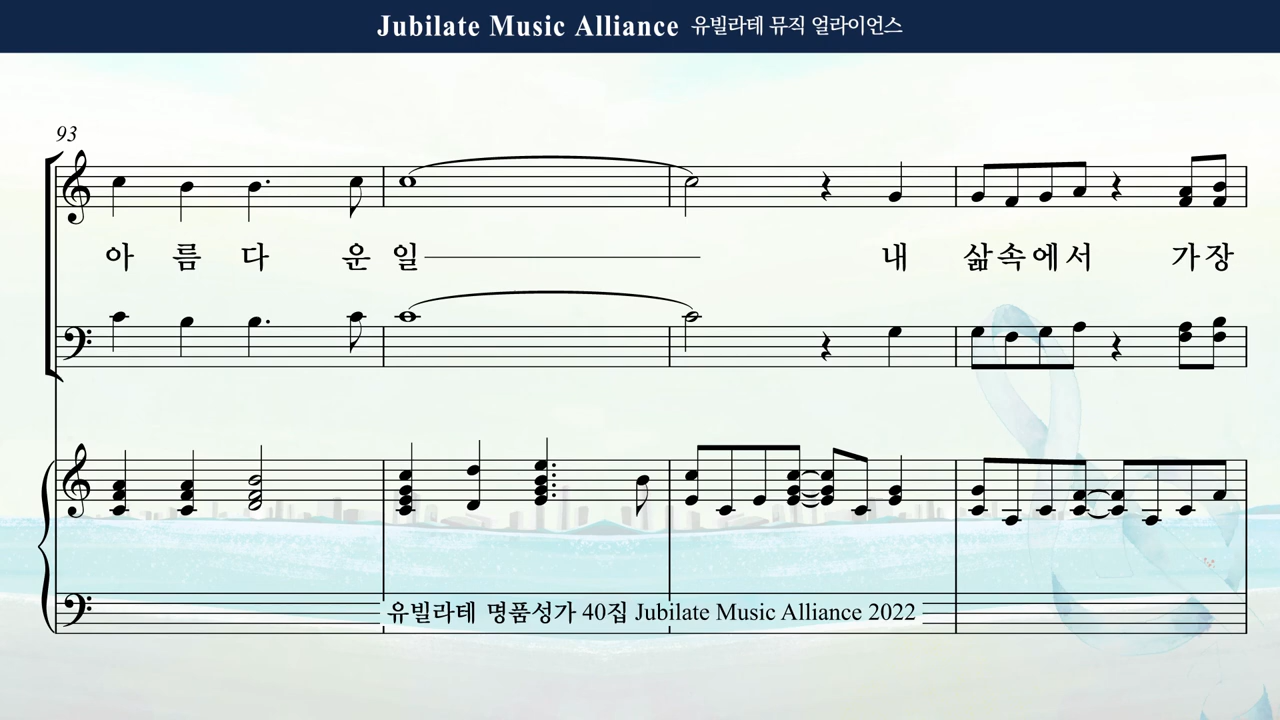 Jubilate Music Alliance 유빌라테 뮤직 얼라이언스
93
아 름 다 운 일 내 삶 속 에 서 가 장
유빌라테 명품성가 40집 Jubilate Music Alliance 2022